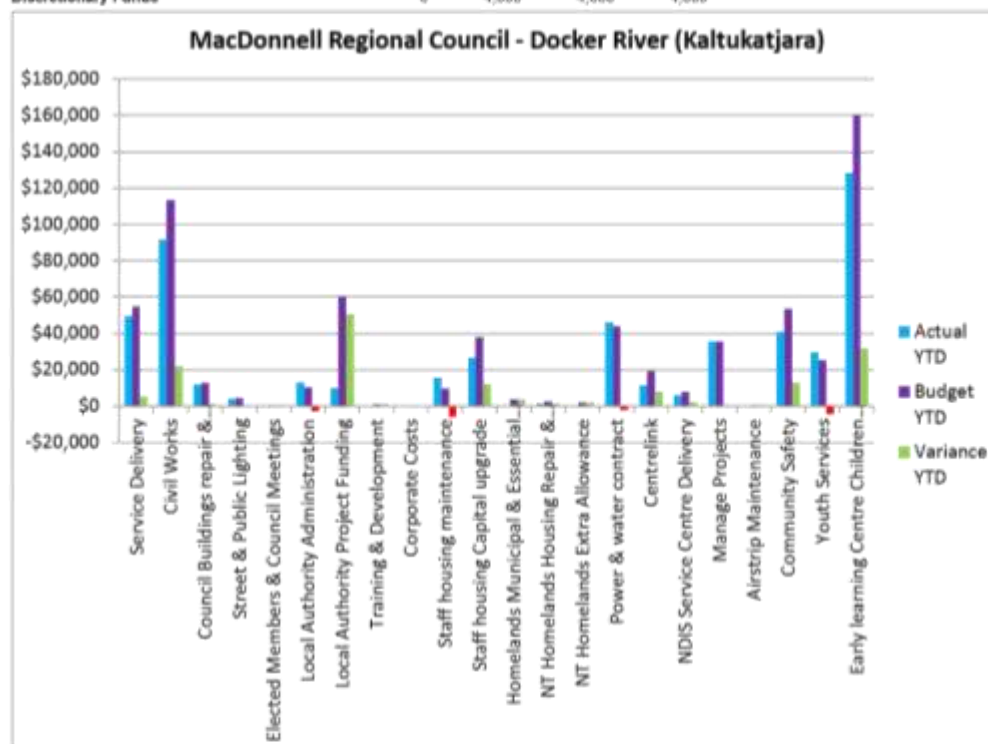 MacDonnell Regional Council - Docker River (Kaltukatjara)
$180,000
$160,000
$140,000
$120,000
$100,000
$80,000
$60,000
$40,000
$20,000
$0
-$20,000
Service Delivery
Civil Works
Council Buildings repair &...
Street & Public Lighting
Elected Members & Council Meetings
Local Authority Administration
Local Authority Project Funding
Training & Development
Corporate Costs
Staff housing maintenance
Staff housing Capital upgrade
Homelands Municipal & Essential...
NT Homelands Housing Repair &...
NT Homelands Extra Allowance
Power & water contract
Centrelink
NDIS Service Centre Delivery
Manage Projects
Airstrip Maintenance
Community Safety
Youth Services
Early learning Centre Children...
Actual
YTD
Budget
YTD
Variance
YTD